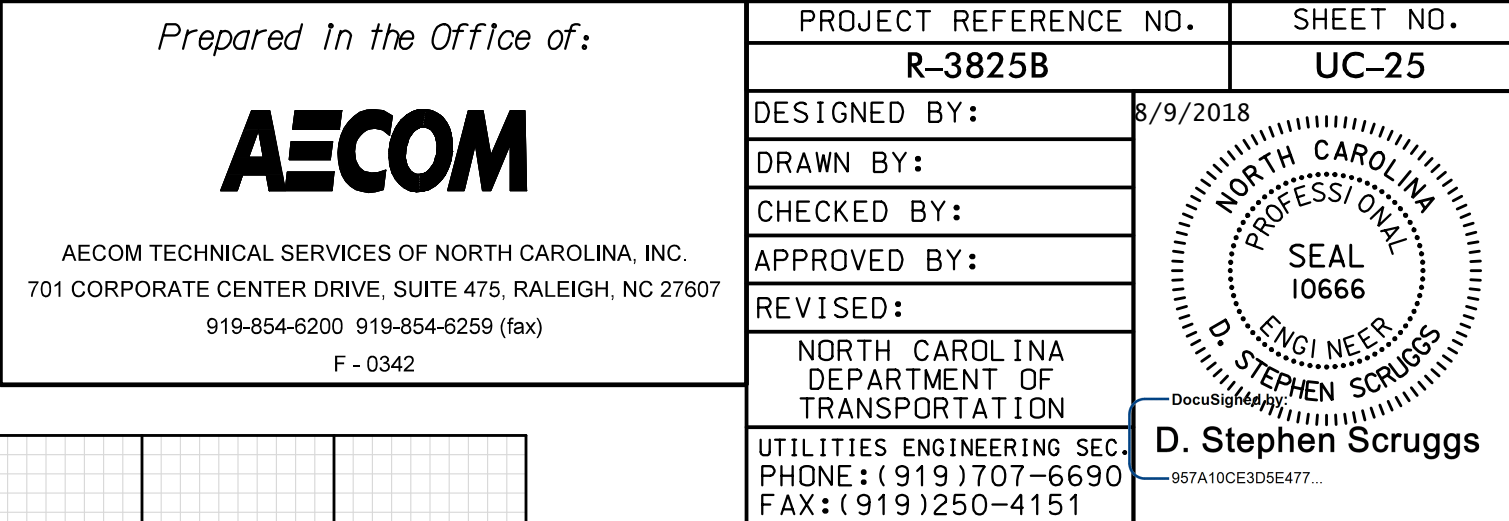 Prepared in the Office of:
AECOM
AECOM TECHNICAL SERVICES OF NORTH CAROLINA, INC.
701 CORPORATE CENTER DRIVE, SUITE 475, RALEIGH, NC 27607
919-854-6200 919-854-6259 (fax)
F - 0342
PROJECT REFERENCE NO.
SHEET NO.
R-3825B
UC-25
DESIGNED BY:
DRAWN BY:
CHECKED BY:
APPROVED BY:
REVISED:
NORTH CAROLINA
DEPARTMENT OF
TRANSPORTATION
UTILITIES ENGINEERING SEC.
PHONE:(919)707-6690
FAX:(919)250-4151
8/9/2018
NORTH CAROLINA
PROFESSIONAL
SEAL
10666
ENGINEER
D. STEPHEN SCRUGGS
DocuSigned by:
D. Stephen Scruggs
957A10CE3D5E477...